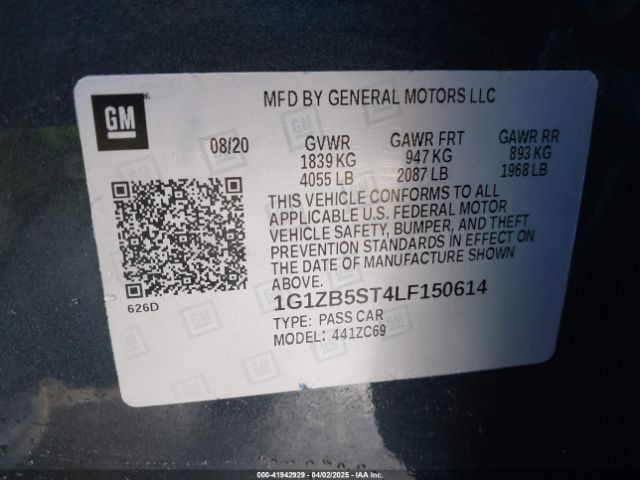 GM
MFD BY GENERAL MOTORS LLC
08/20 GVWR GAWR FRT GAWR RR
1839 KG 947 KG 893 KG
4055 LB 2087 LB 1968 LB
THIS VEHICLE CONFORMS TO ALL
APPLICABLE U.S. FEDERAL MOTOR
VEHICLE SAFETY, BUMPER, AND THEFT
PREVENTION STANDARDS IN EFFECT ON
THE DATE OF MANUFACTURE SHOWN
ABOVE.
626D
1G1ZB5ST4LF150614
TYPE: PASS CAR
MODEL: 441ZC69
000-41942929 - 04/02/2025 - IAAI.COM